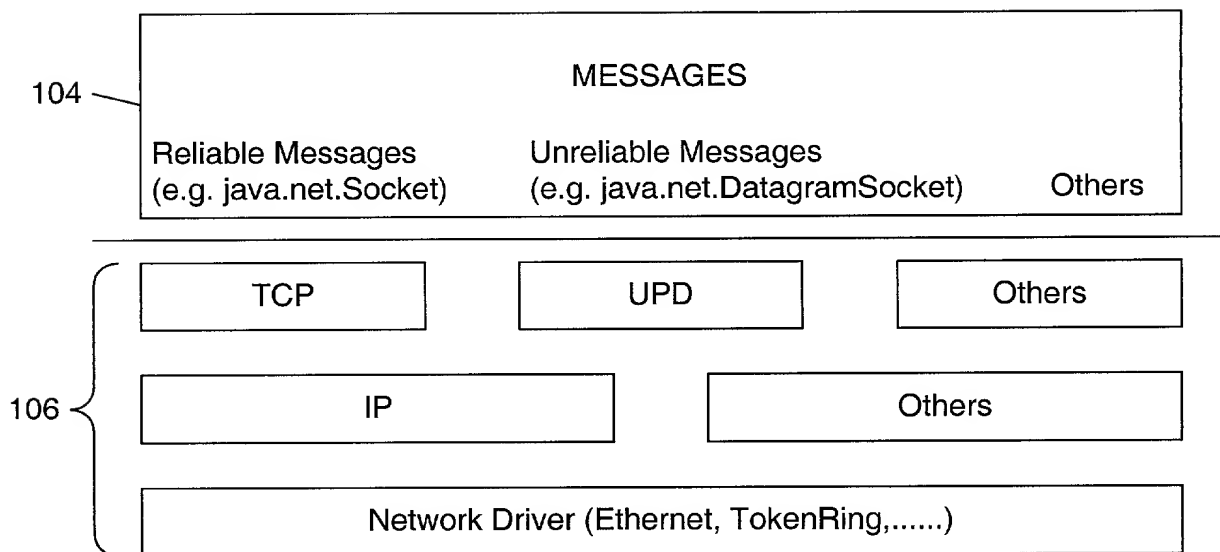 MESSAGES
104
Reliable Messages
(e.g. java.net.Socket)
Unreliable Messages
(e.g. java.net.DatagramSocket)
Others
TCP
UPD
Others
106
IP
Others
Network Driver (Ethernet, TokenRing,......)